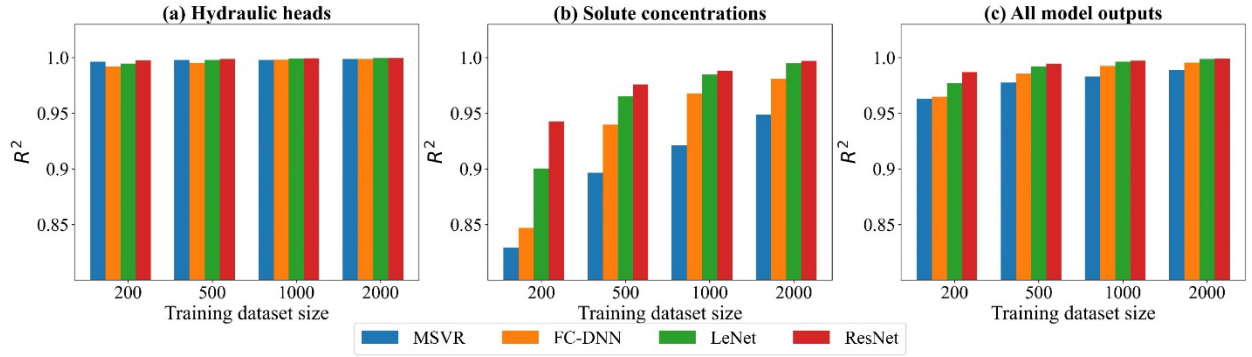 (a) Hydraulic heads
(b) Solute concentrations
(c) All model outputs
R²
1.0
0.95
0.9
0.85
200 500 1000 2000
Training dataset size
R²
1.0
0.95
0.9
0.85
200 500 1000 2000
Training dataset size
R²
1.0
0.95
0.9
0.85
200 500 1000 2000
Training dataset size
MSVR FC-DNN LeNet ResNet